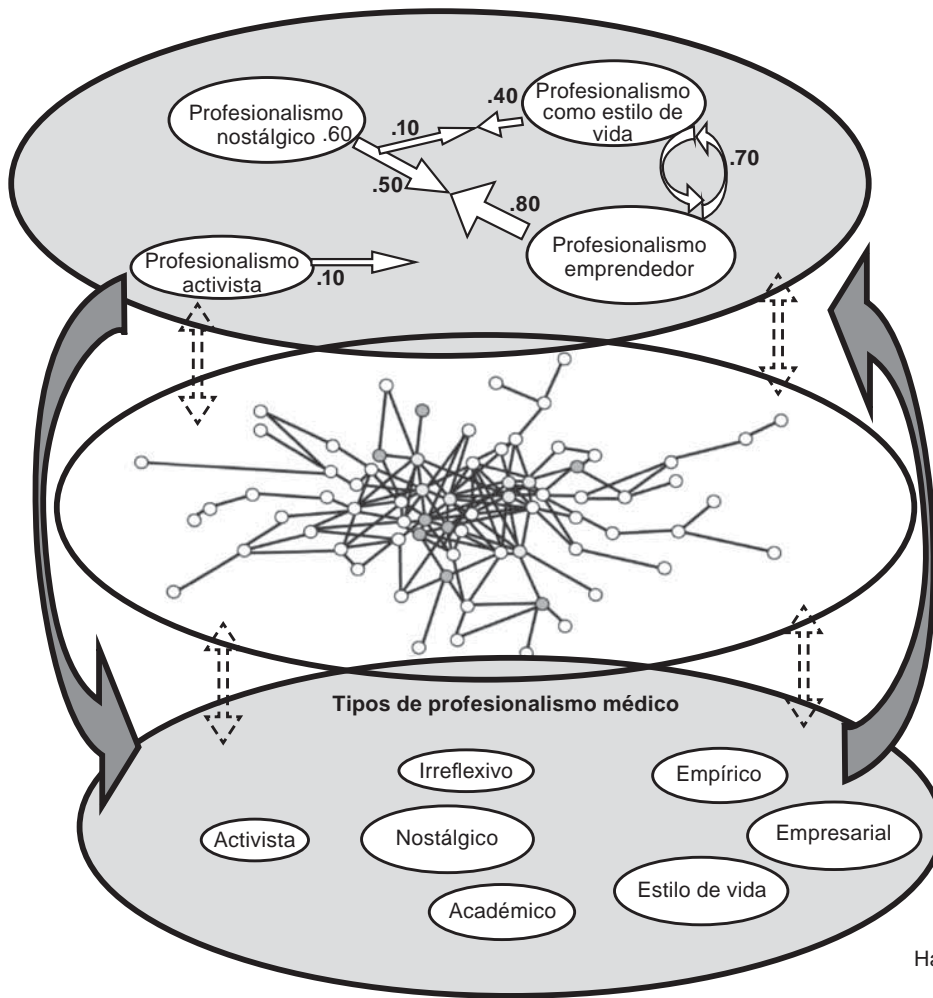 Profesionalismo
nostálgico .60
.10
.40
Profesionalismo
como estilo de
vida
.70
.50
.80
Profesionalismo
emprendedor
Profesionalismo
activista
.10
Tipos de profesionalismo médico
Irreflexivo
Empírico
Activista
Nostálgico
Empresarial
Estilo de vida
Académico
Ha